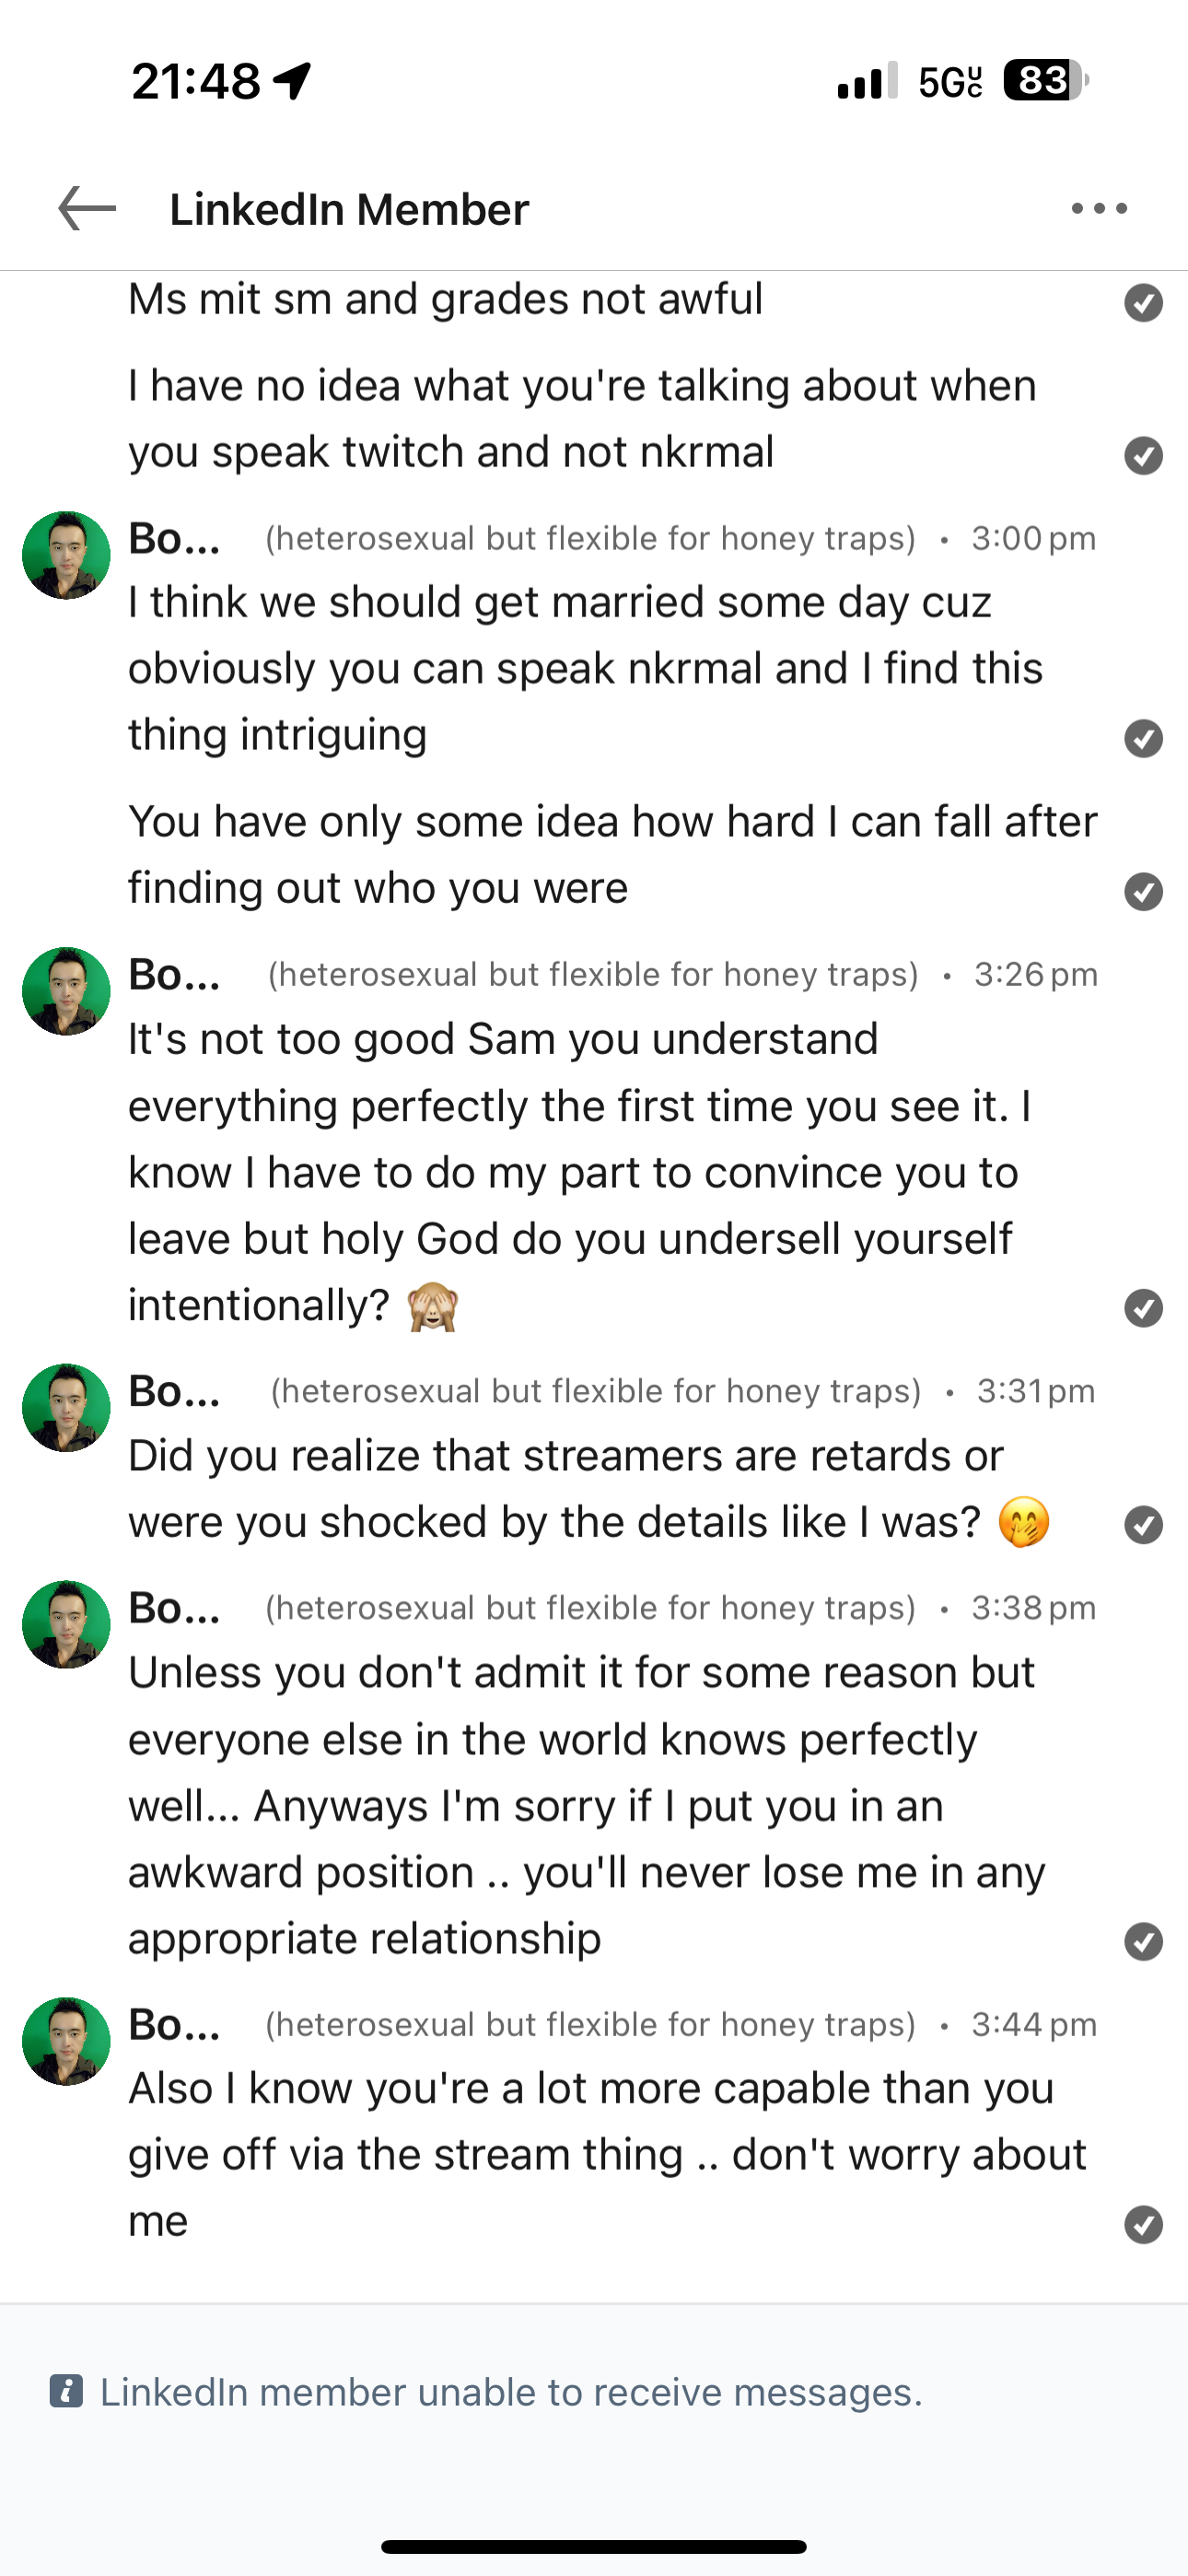 21:48
5G UC 83
LinkedIn Member
Ms mit sm and grades not awful
I have no idea what you're talking about when
you speak twitch and not nkrmal
Bo... (heterosexual but flexible for honey traps) • 3:00 pm
I think we should get married some day cuz
obviously you can speak nkrmal and I find this
thing intriguing
You have only some idea how hard I can fall after
finding out who you were
Bo... (heterosexual but flexible for honey traps) • 3:26 pm
It's not too good Sam you understand
everything perfectly the first time you see it. I
know I have to do my part to convince you to
leave but holy God do you undersell yourself
intentionally? 🙈
Bo... (heterosexual but flexible for honey traps) • 3:31 pm
Did you realize that streamers are retards or
were you shocked by the details like I was? 🤭
Bo... (heterosexual but flexible for honey traps) • 3:38 pm
Unless you don't admit it for some reason but
everyone else in the world knows perfectly
well... Anyways I'm sorry if I put you in an
awkward position .. you'll never lose me in any
appropriate relationship
Bo... (heterosexual but flexible for honey traps) • 3:44 pm
Also I know you're a lot more capable than you
give off via the stream thing .. don't worry about
me
LinkedIn member unable to receive messages.